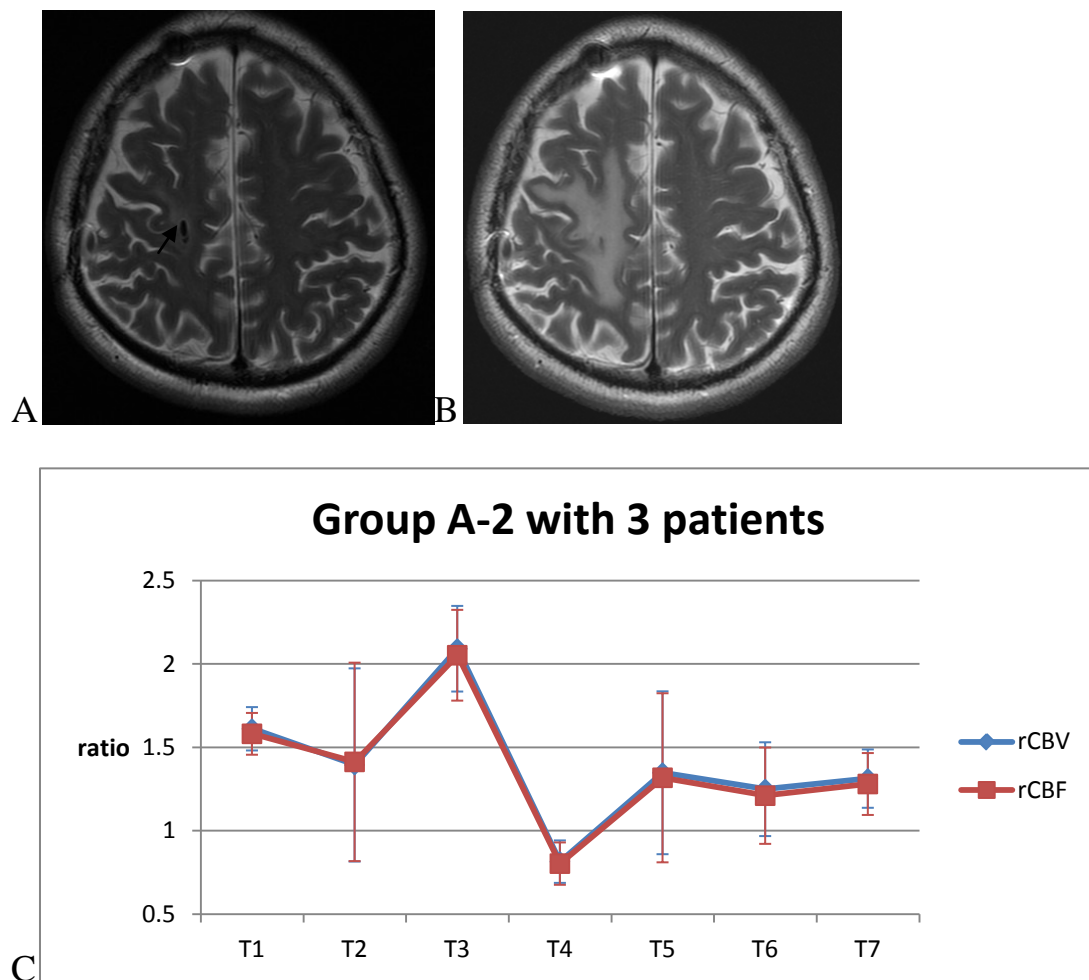 A
B
Group A-2 with 3 patients
2.5
2
1.5
1
0.5
ratio
T1 T2 T3 T4 T5 T6 T7
rCBV
rCBF
C